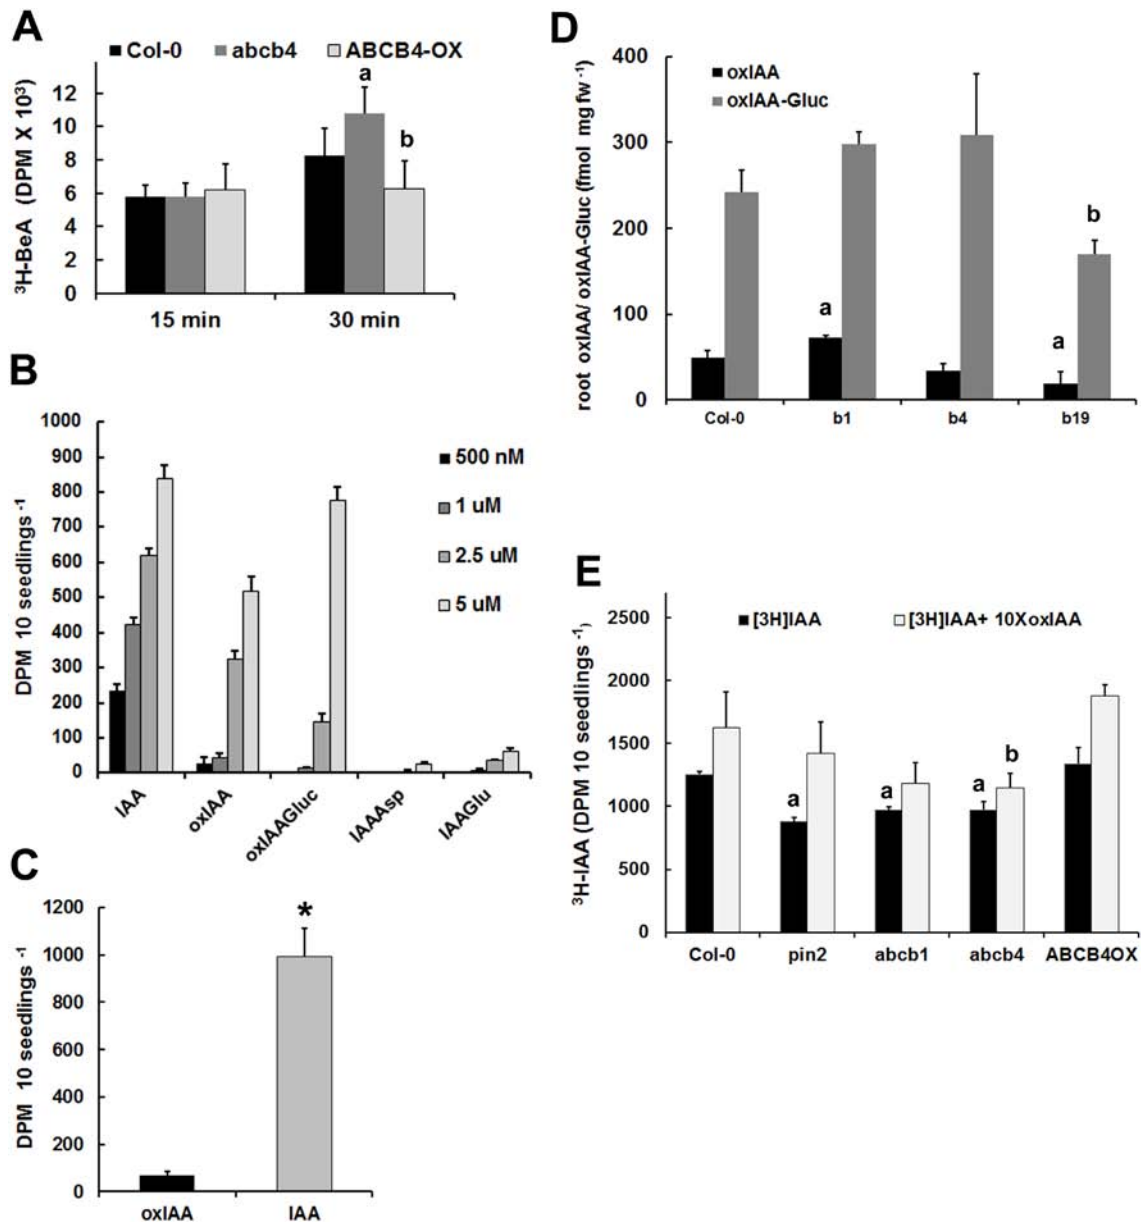 A
Col-0 abcb4 ABCB4-OX
³H-BeA (DPM X 10³)
12
10
8
6
4
2
0
a
b
15 min 30 min
B
DPM 10 seedlings⁻¹
1000
900
800
700
600
500
400
300
200
100
0
500 nM
1 uM
2.5 uM
5 uM
IAA oxIAA oxIAAGluc IAAAsp IAAGlu
C
DPM 10 seedlings⁻¹
1200
1000
800
600
400
200
0
*
oxIAA IAA
D
root oxIAA/ oxIAA-Gluc (fmol mg fw⁻¹)
400
300
200
100
0
oxIAA
oxIAA-Gluc
a
a
b
Col-0 b1 b4 b19
E
³H-IAA (DPM 10 seedlings⁻¹)
2500
2000
1500
1000
500
0
[3H]IAA [3H]IAA+ 10XoxIAA
a a a b
Col-0 pin2 abcb1 abcb4 ABCB4OX